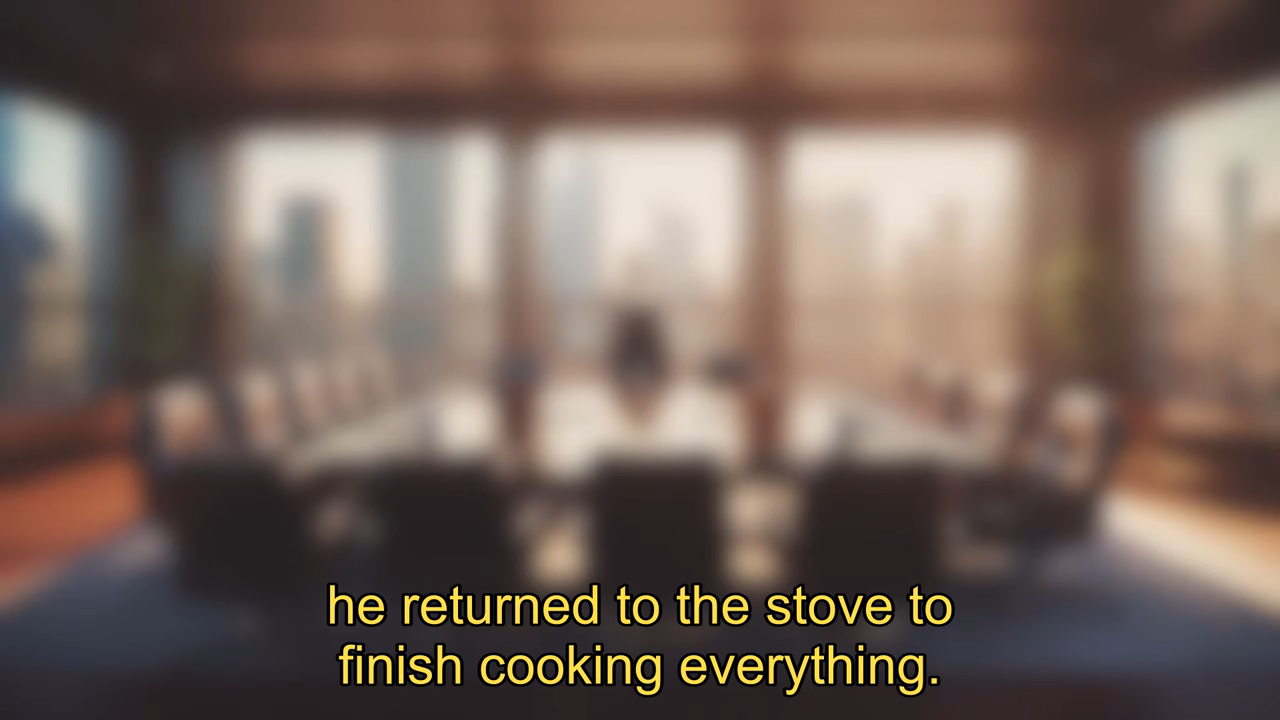 he returned to the stove to
finish cooking everything.